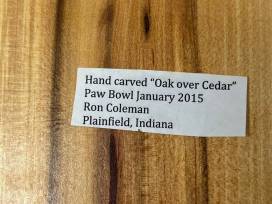 Hand carved “Oak over Cedar”
Paw Bowl January 2015
Ron Coleman
Plainfield, Indiana